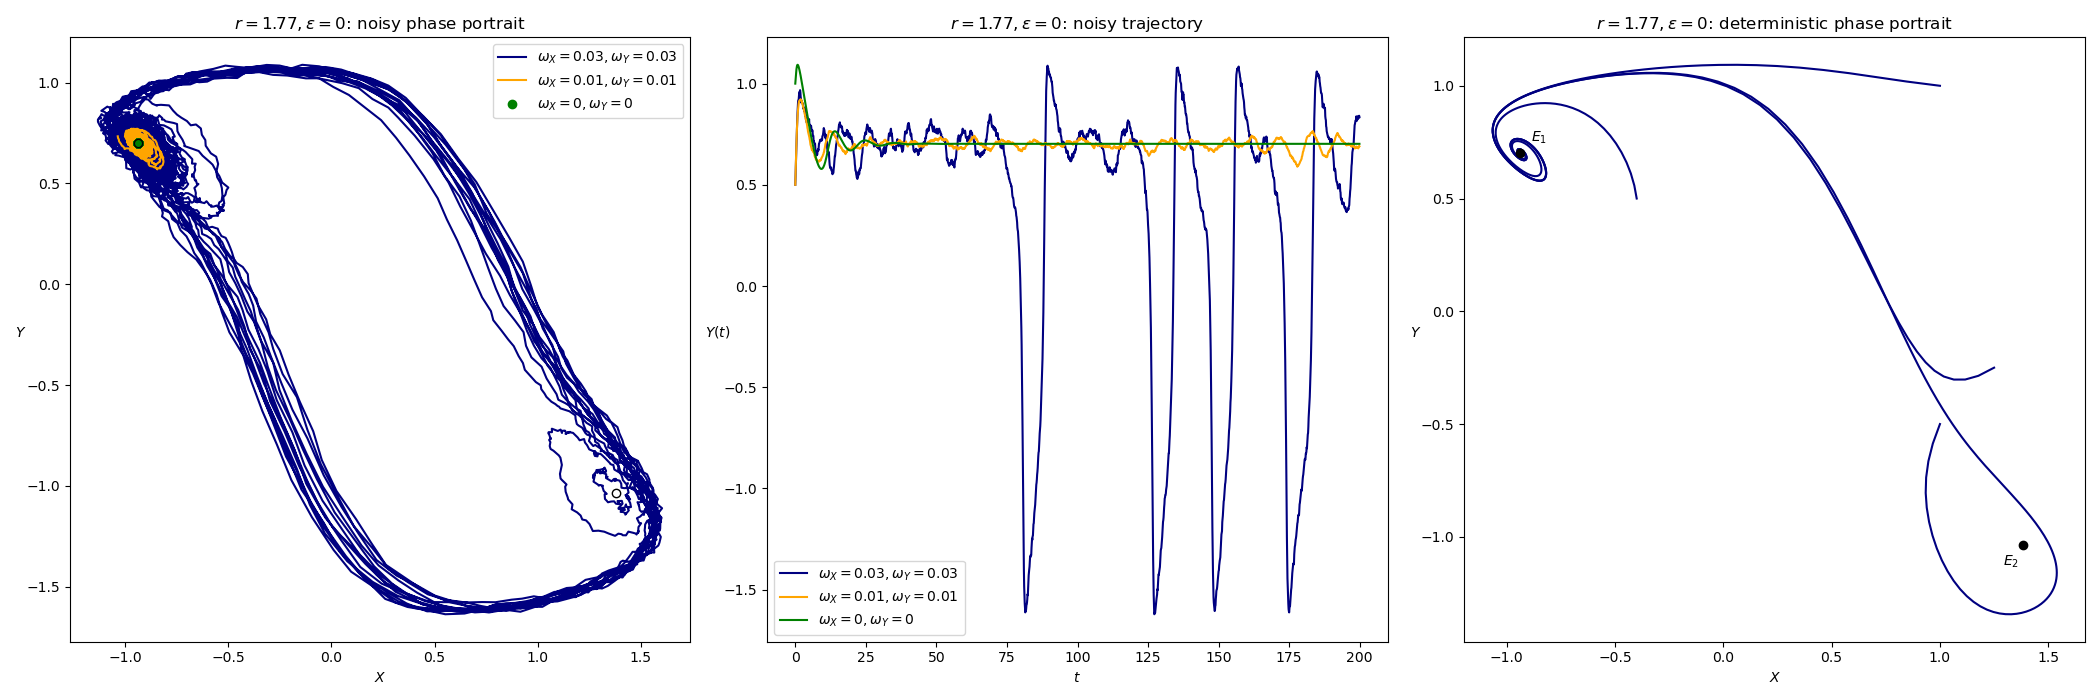 r = 1.77, ε = 0: noisy phase portrait
1.0
0.5
0.0
−0.5
−1.0
−1.5
Y
−1.0
−0.5
0.0
0.5
1.0
1.5
X
ω_X = 0.03, ω_Y = 0.03
ω_X = 0.01, ω_Y = 0.01
ω_X = 0, ω_Y = 0
r = 1.77, ε = 0: noisy trajectory
1.0
0.5
0.0
−0.5
−1.0
−1.5
Y(t)
0
25
50
75
100
125
150
175
200
t
ω_X = 0.03, ω_Y = 0.03
ω_X = 0.01, ω_Y = 0.01
ω_X = 0, ω_Y = 0
r = 1.77, ε = 0: deterministic phase portrait
1.0
0.5
0.0
−0.5
−1.0
Y
−1.0
−0.5
0.0
0.5
1.0
1.5
X
E_1
E_2